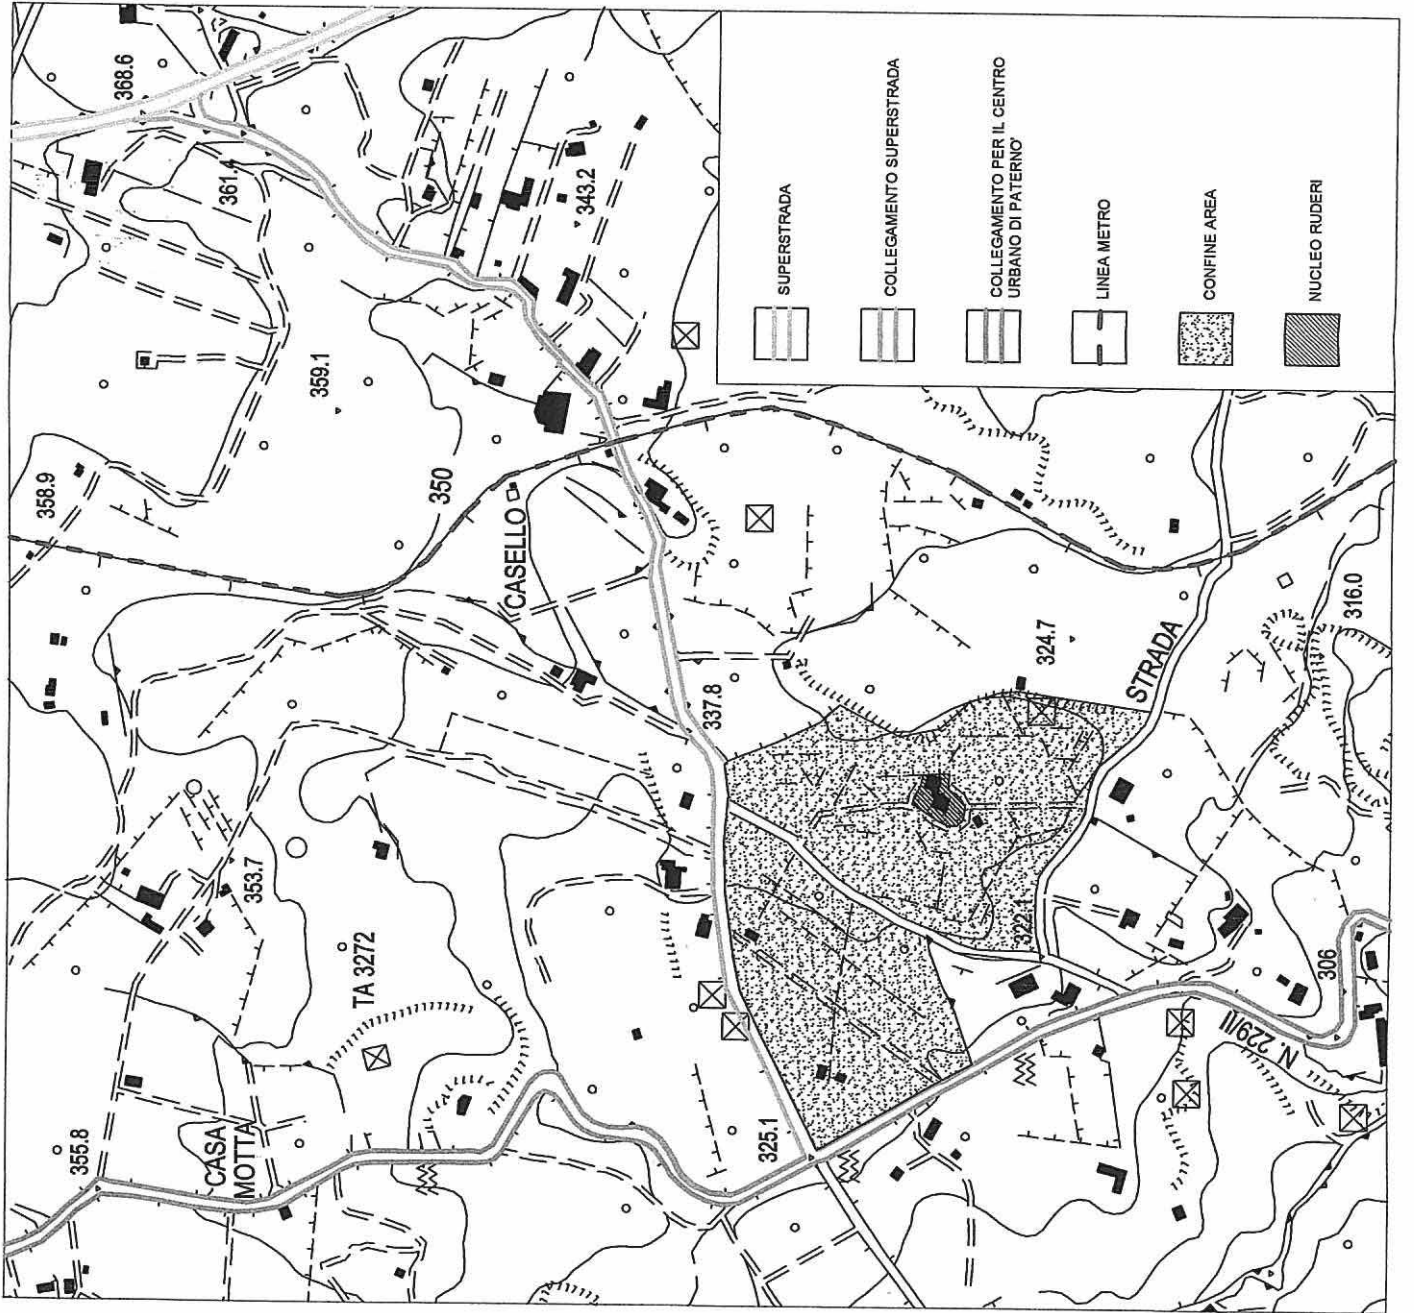 355.8
CASA
MOTTA
353.7
TA 3272
358.9
359.1
350
CASELLO
361.
368.6
343.2
337.8
325.1
324.7
322.1
STRADA
N. 229/II
306
316.0
SUPERSTRADA
COLLEGAMENTO SUPERSTRADA
COLLEGAMENTO PER IL CENTRO
URBANO DI PATERNO'
LINEA METRO
CONFINE AREA
NUCLEO RUDERI